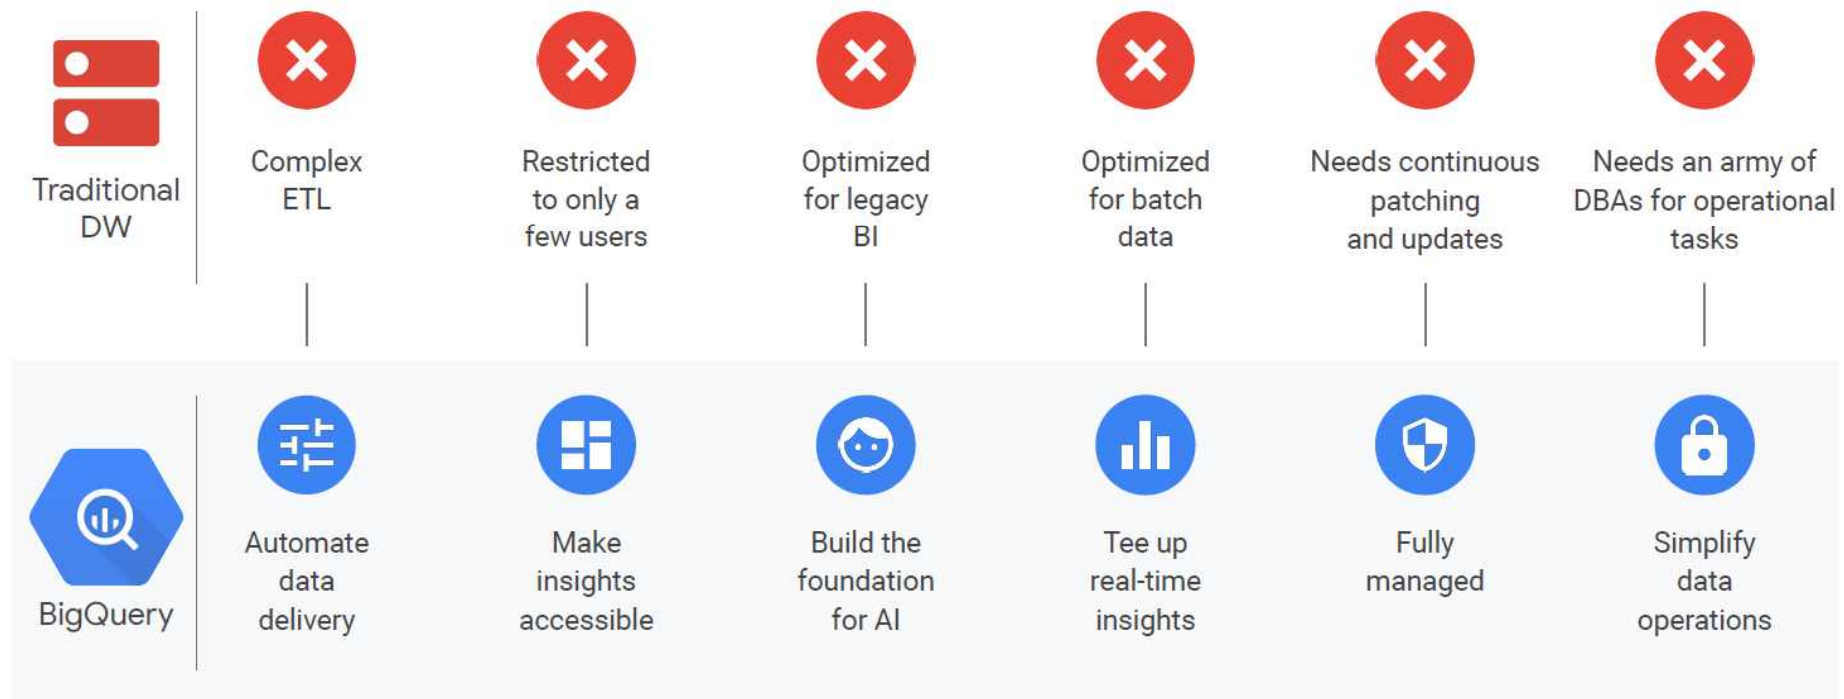 Traditional
DW
Complex
ETL
Restricted
to only a
few users
Optimized
for legacy
BI
Optimized
for batch
data
Needs continuous
patching
and updates
Needs an army of
DBAs for operational
tasks
BigQuery
Automate
data
delivery
Make
insights
accessible
Build the
foundation
for AI
Tee up
real-time
insights
Fully
managed
Simplify
data
operations